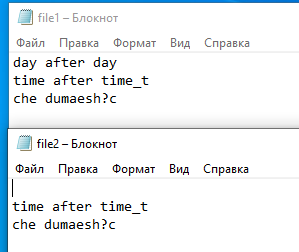 file1 – Блокнот
Файл Правка Формат Вид Справка
day after day
time after time_t
che dumaesh?c
file2 – Блокнот
Файл Правка Формат Вид Справка
time after time_t
che dumaesh?c